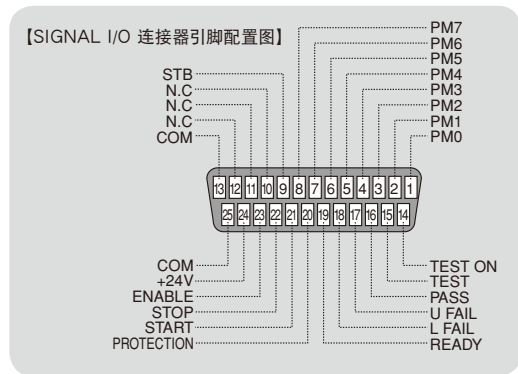 【SIGNAL I/O 连接器引脚配置图】
PM7
PM6
PM5
PM4
PM3
PM2
PM1
PM0
STB
N.C
N.C
N.C
COM
13 12 11 10 9 8 7 6 5 4 3 2 1
25 24 23 22 21 20 19 18 17 16 15 14
COM
+24V
ENABLE
STOP
START
PROTECTION
TEST ON
TEST
PASS
U FAIL
L FAIL
READY